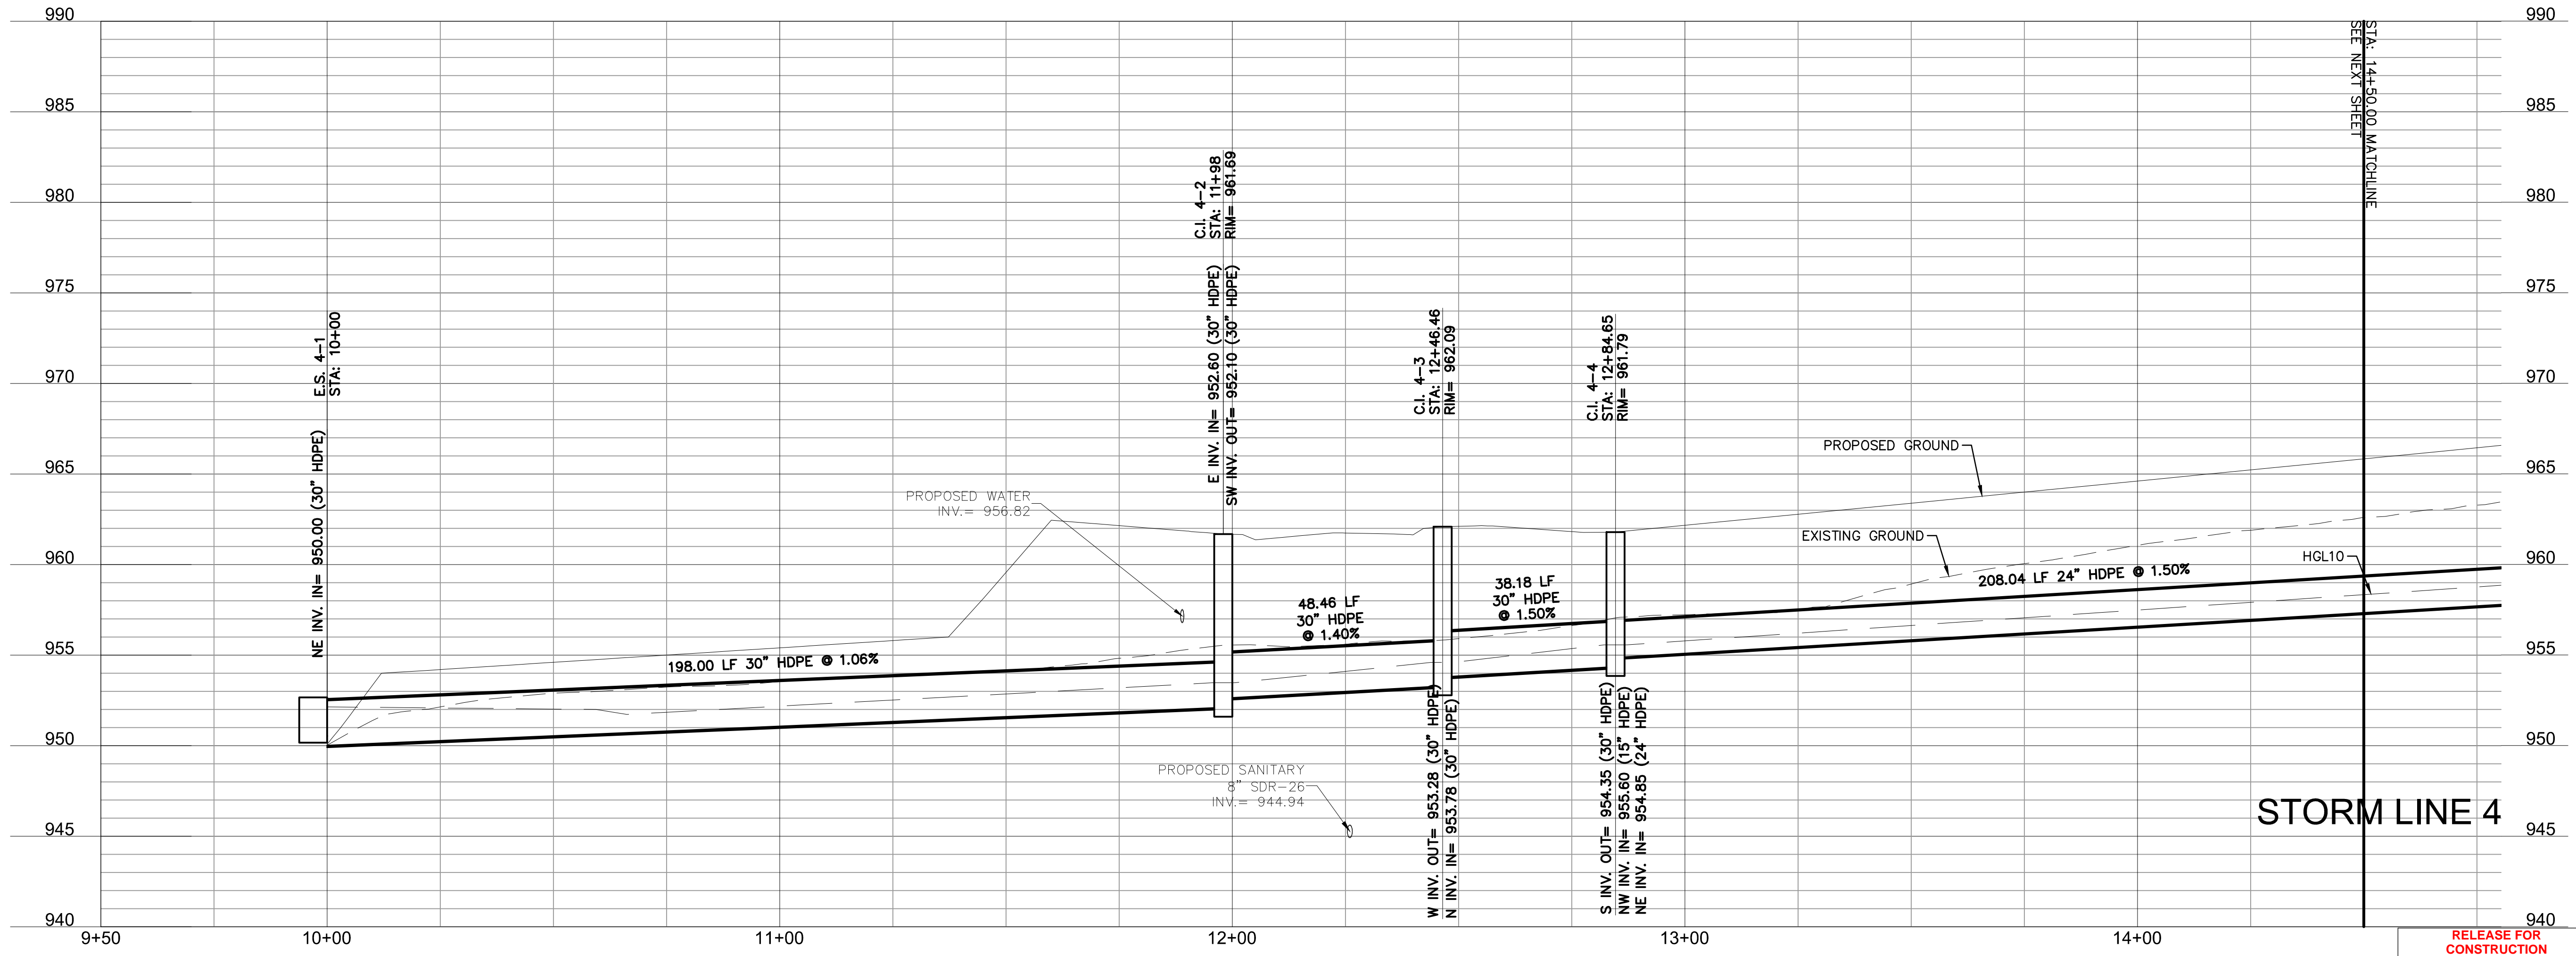 990
985
980
975
970
965
960
955
950
945
940
990
985
980
975
970
965
960
955
950
945
940
9+50
10+00
11+00
12+00
13+00
14+00
E.S. 4-1
STA: 10+00
NE INV. IN= 950.00 (30" HDPE)
198.00 LF 30" HDPE @ 1.06%
PROPOSED WATER
INV.= 956.82
C.I. 4-2
STA: 11+98
RIM= 961.69
E INV. IN= 952.60 (30" HDPE)
SW INV. OUT= 952.10 (30" HDPE)
PROPOSED SANITARY
8" SDR-26
INV.= 944.94
48.46 LF
30" HDPE
@ 1.40%
C.I. 4-3
STA: 12+46.46
RIM= 962.09
W INV. OUT= 953.28 (30" HDPE)
N INV. IN= 953.78 (30" HDPE)
38.18 LF
30" HDPE
@ 1.50%
C.I. 4-4
STA: 12+84.65
RIM= 961.79
S INV. OUT= 954.35 (30" HDPE)
NW INV. IN= 955.60 (15" HDPE)
NE INV. IN= 954.85 (24" HDPE)
PROPOSED GROUND
EXISTING GROUND
208.04 LF 24" HDPE @ 1.50%
HGL10
STA: 14+50.00 MATCHLINE
SEE NEXT SHEET
STORM LINE 4
RELEASE FOR
CONSTRUCTION